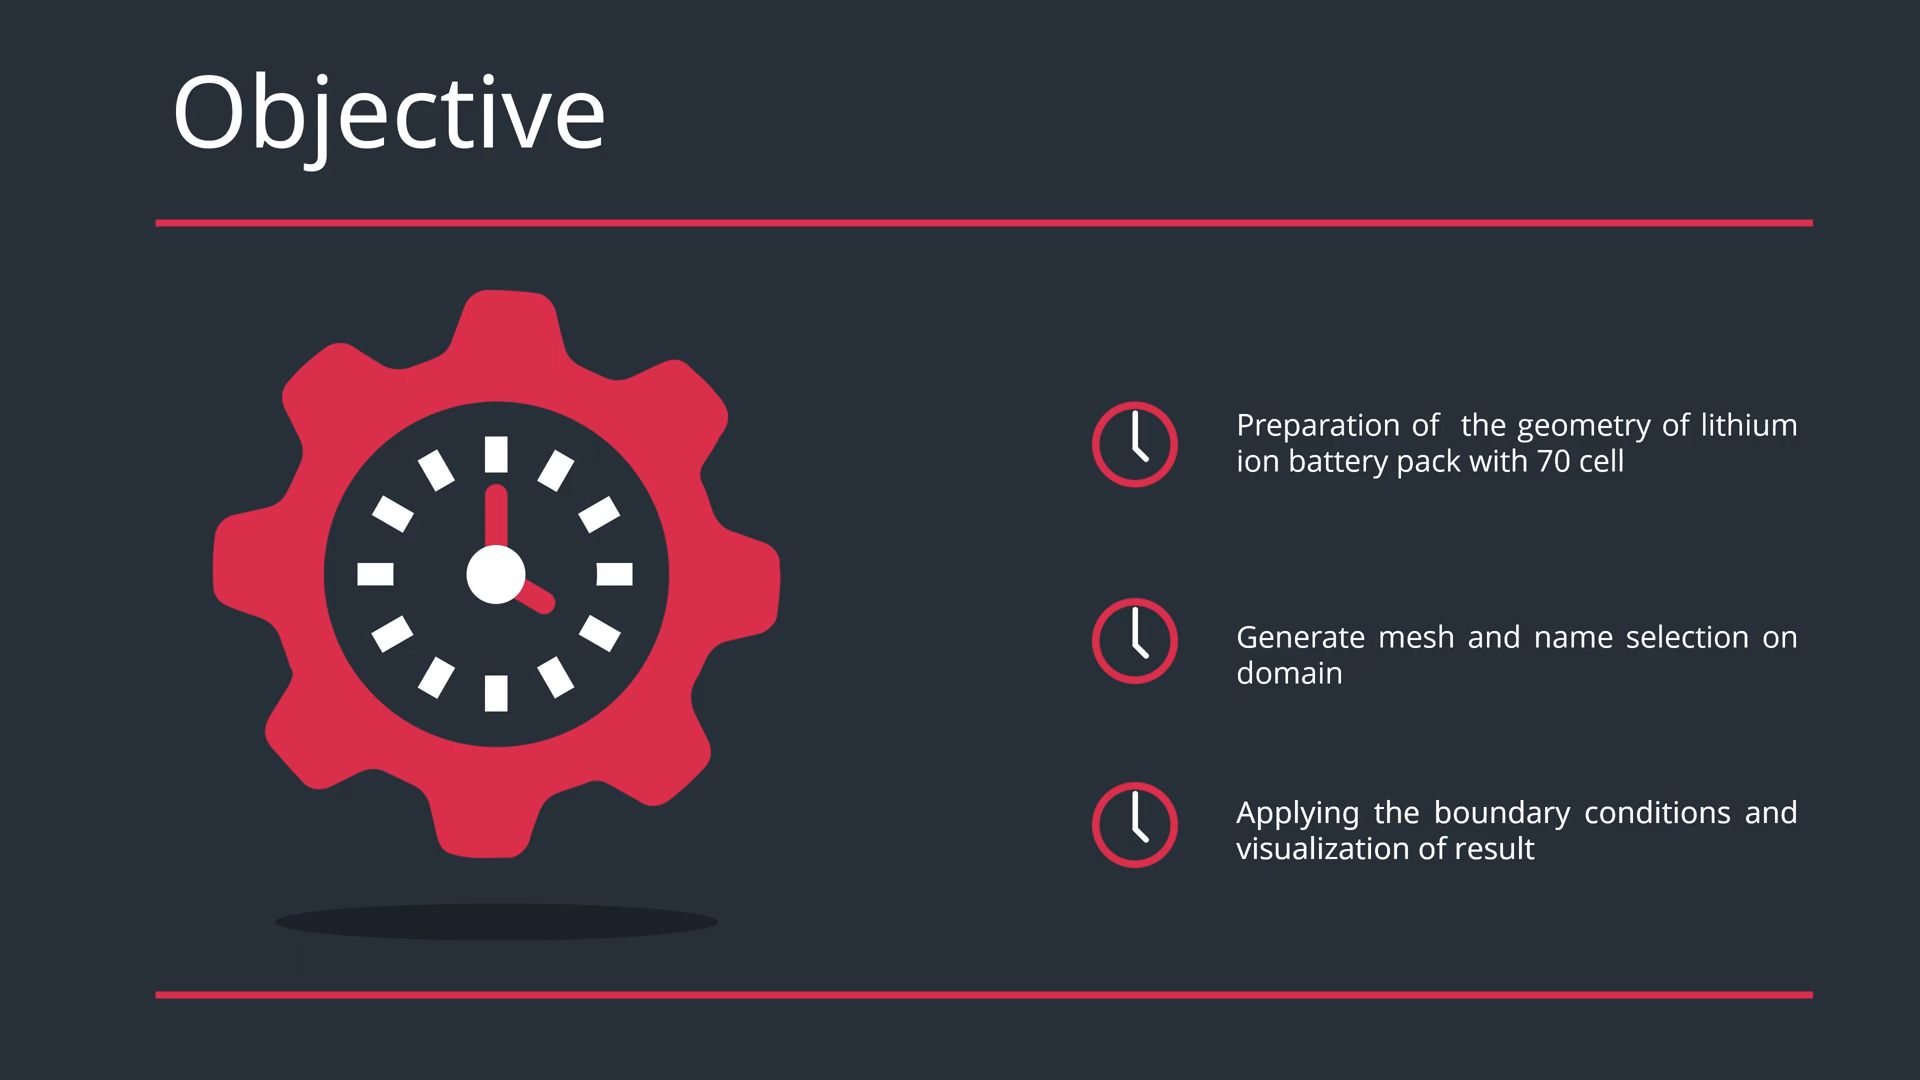 Objective
Preparation of  the geometry of lithium
ion battery pack with 70 cell
Generate mesh and name selection on
domain
Applying the boundary conditions and
visualization of result